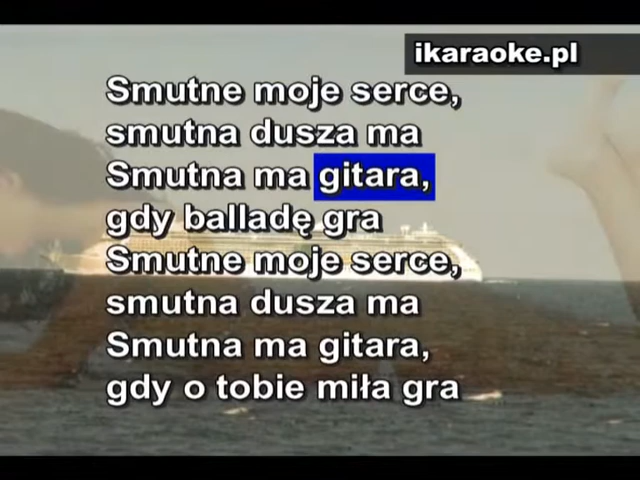 ikaraoke.pl
Smutne moje serce,
smutna dusza ma
Smutna ma gitara,
gdy balladę gra
Smutne moje serce,
smutna dusza ma
Smutna ma gitara,
gdy o tobie miła gra